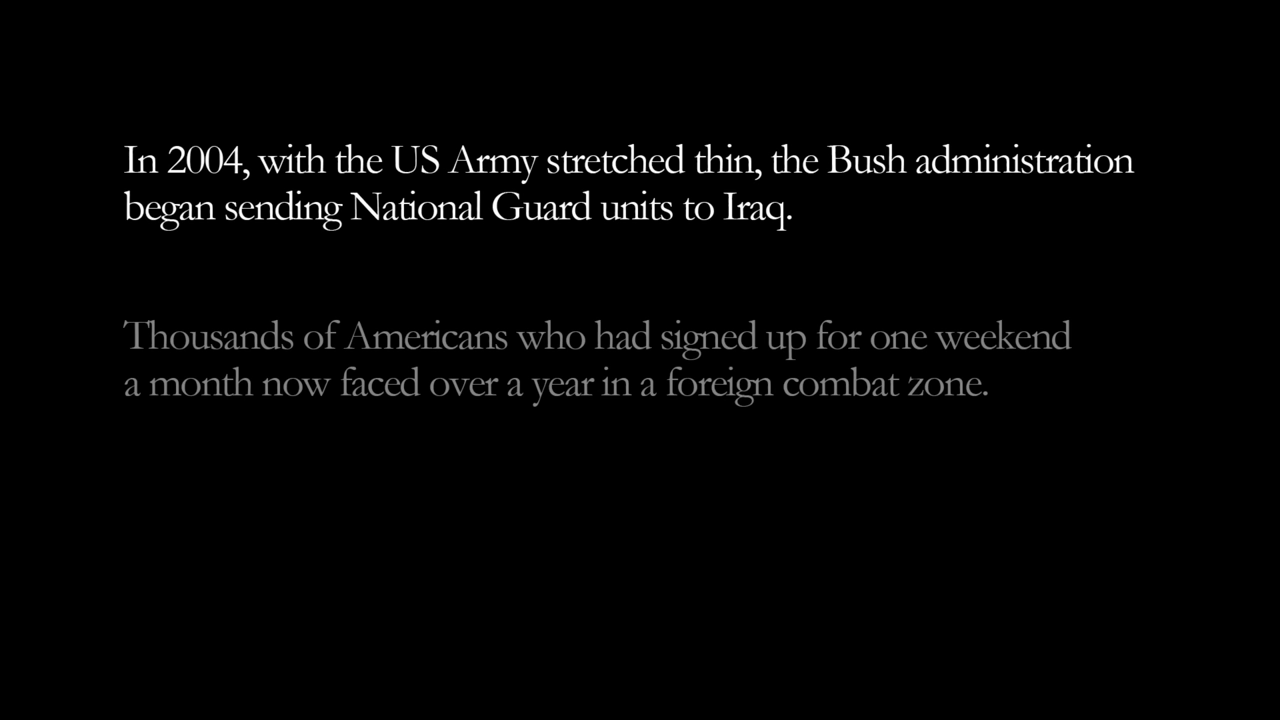 In 2004, with the US Army stretched thin, the Bush administration
began sending National Guard units to Iraq.
Thousands of Americans who had signed up for one weekend
a month now faced over a year in a foreign combat zone.